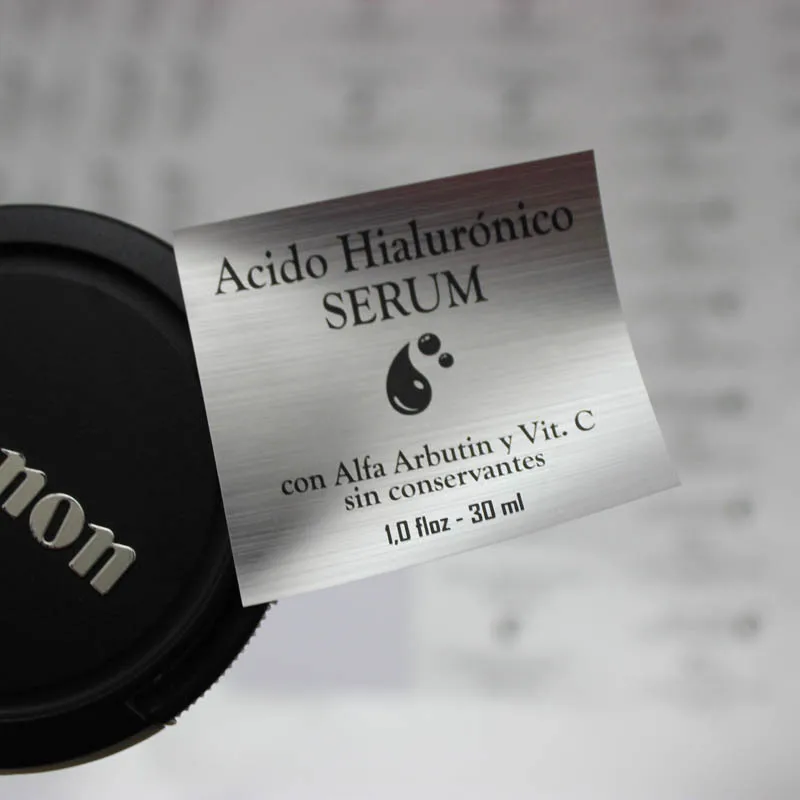 Acido Hialurónico
SERUM
con Alfa Arbutin y Vit. C
sin conservantes
1,0 floz - 30 ml
non